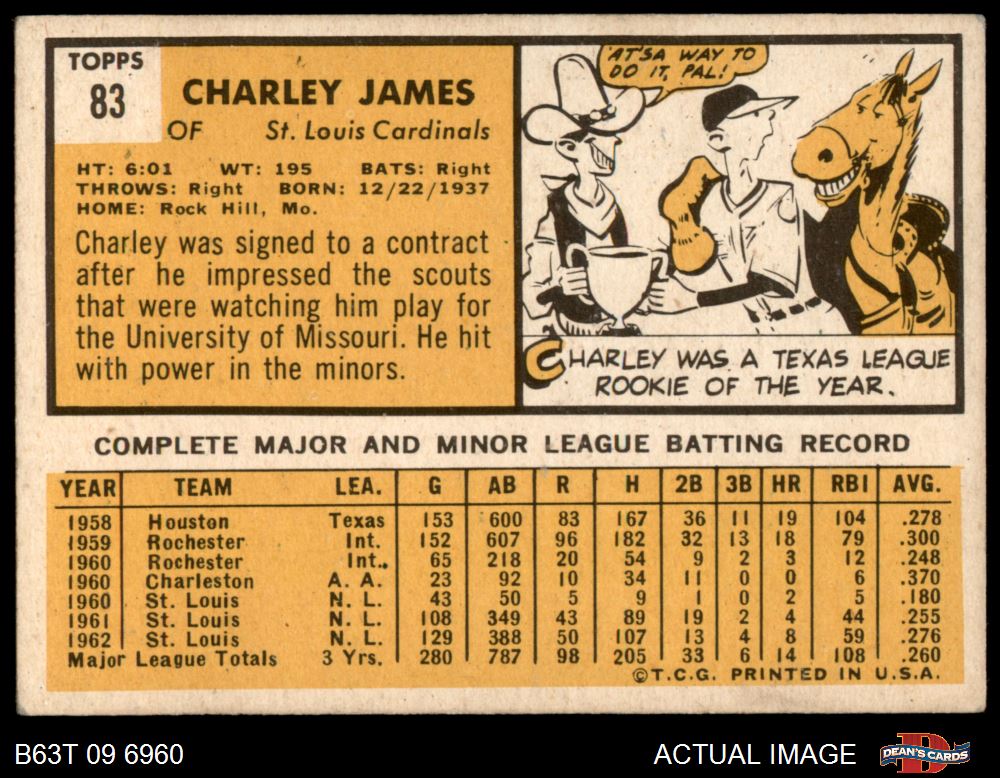 TOPPS
83
CHARLEY JAMES
OF St. Louis Cardinals
HT: 6:01 WT: 195 BATS: Right
THROWS: Right BORN: 12/22/1937
HOME: Rock Hill, Mo.
Charley was signed to a contract
after he impressed the scouts
that were watching him play for
the University of Missouri. He hit
with power in the minors.
'AT'SA WAY TO
DO IT, PAL!
CHARLEY WAS A TEXAS LEAGUE
ROOKIE OF THE YEAR.
COMPLETE MAJOR AND MINOR LEAGUE BATTING RECORD
YEAR TEAM LEA. G AB R H 2B 3B HR RBI AVG.
1958 Houston Texas 153 600 83 167 36 11 19 104 .278
1959 Rochester Int. 152 607 96 182 32 13 18 79 .300
1960 Rochester Int. 65 218 20 54 9 2 3 12 .248
1960 Charleston A. A. 23 92 10 34 11 0 0 6 .370
1960 St. Louis N. L. 43 50 5 9 1 0 2 5 .180
1961 St. Louis N. L. 108 349 43 89 19 2 4 44 .255
1962 St. Louis N. L. 129 388 50 107 13 4 8 59 .276
Major League Totals 3 Yrs. 280 787 98 205 33 6 14 108 .260
©T.C.G. PRINTED IN U.S.A.
B63T 09 6960
ACTUAL IMAGE
DEAN'S CARDS